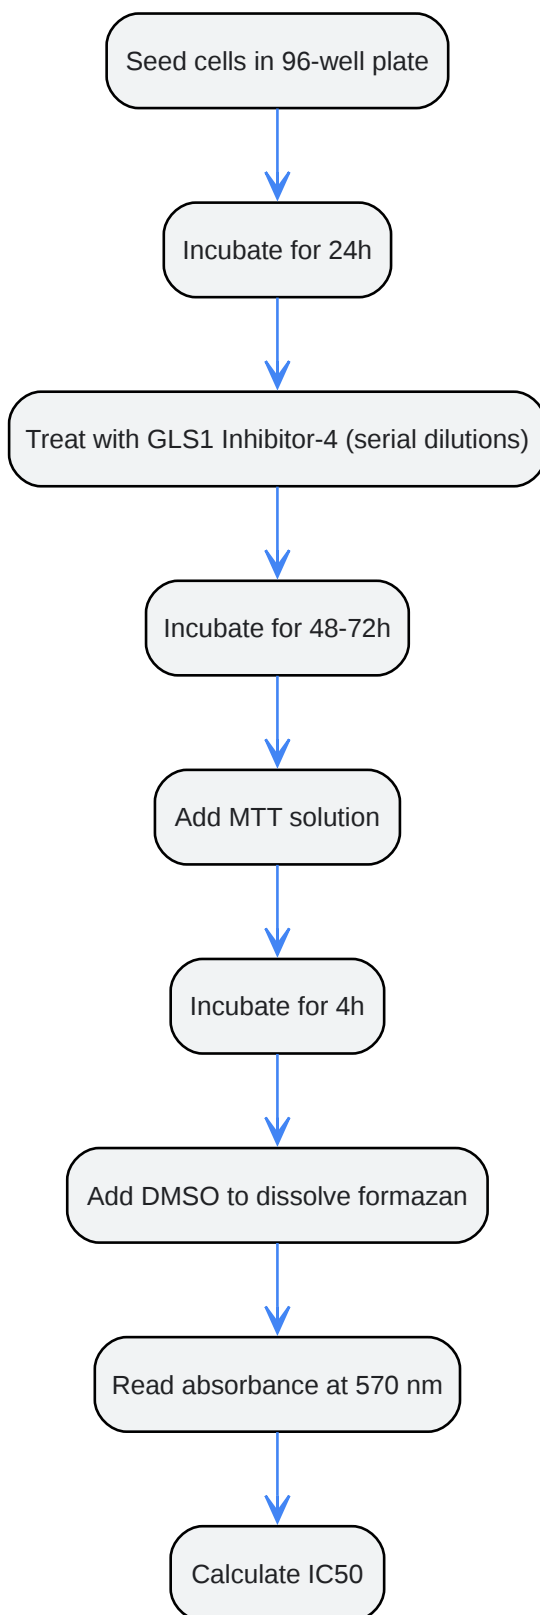 Seed cells in 96-well plate
Incubate for 24h
Treat with GLS1 Inhibitor-4 (serial dilutions)
Incubate for 48-72h
Add MTT solution
Incubate for 4h
Add DMSO to dissolve formazan
Read absorbance at 570 nm
Calculate IC50